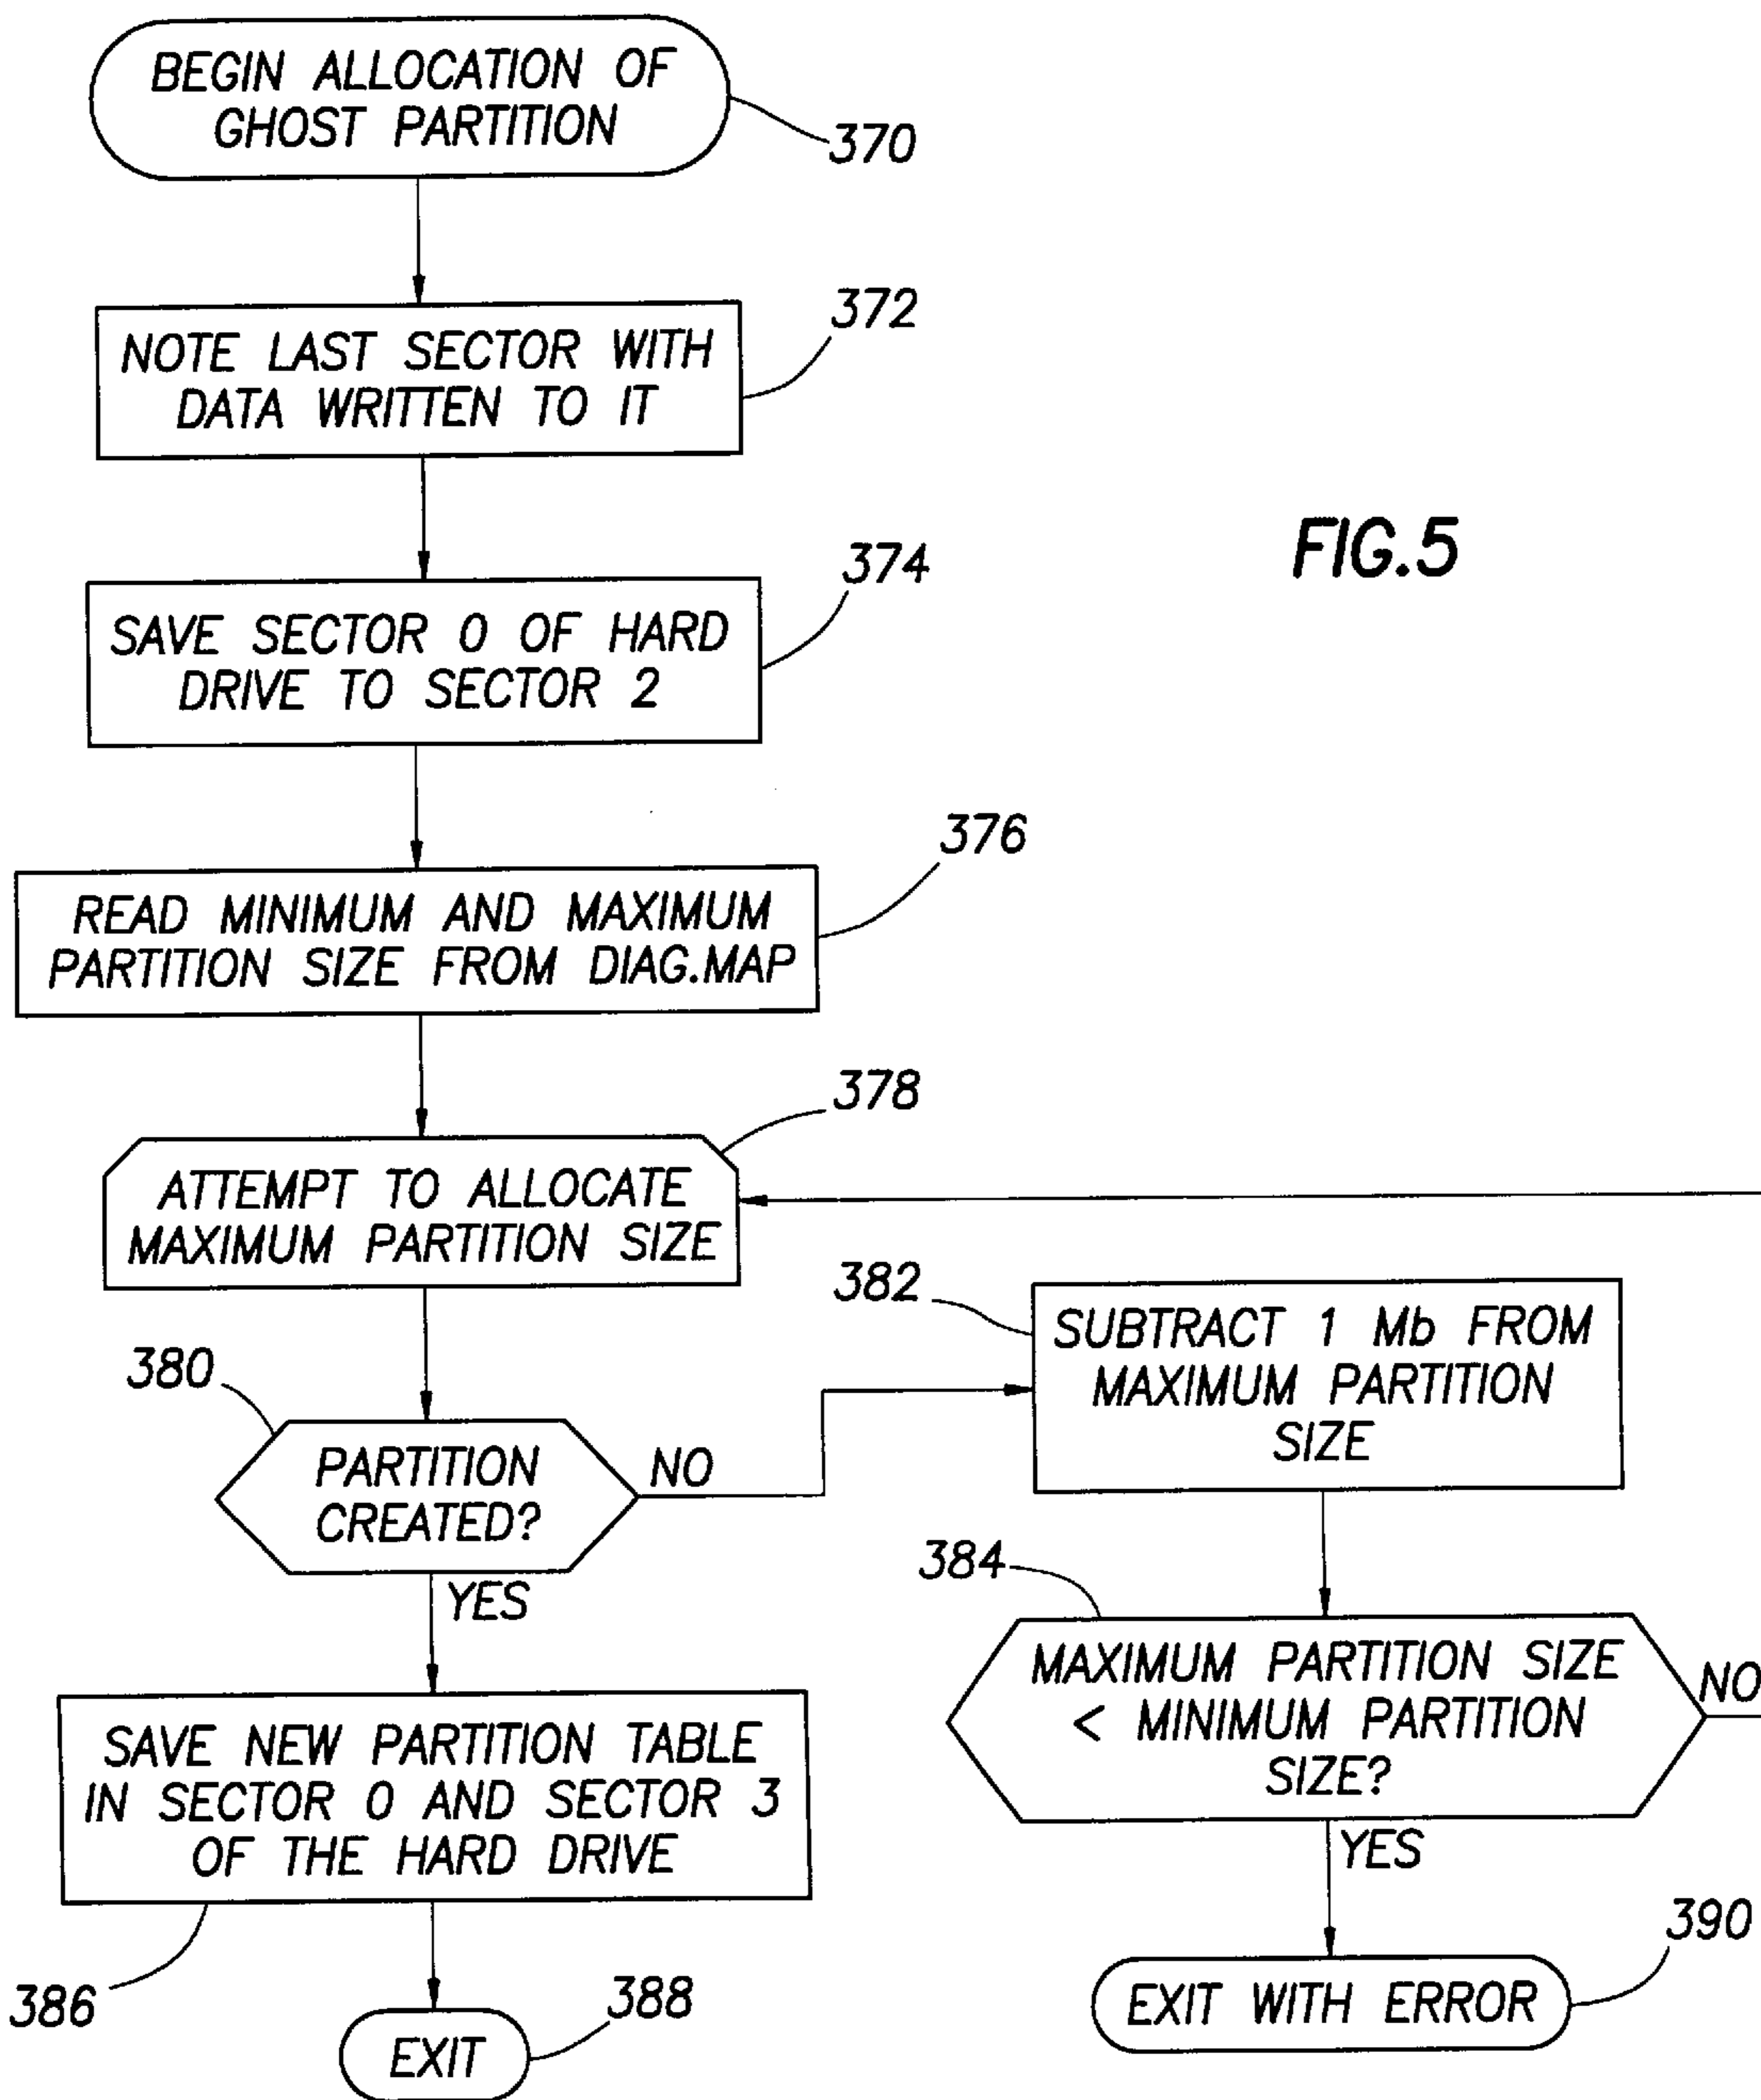 BEGIN ALLOCATION OF
GHOST PARTITION
370
NOTE LAST SECTOR WITH
DATA WRITTEN TO IT
372
FIG.5
SAVE SECTOR 0 OF HARD
DRIVE TO SECTOR 2
374
READ MINIMUM AND MAXIMUM
PARTITION SIZE FROM DIAG.MAP
376
ATTEMPT TO ALLOCATE
MAXIMUM PARTITION SIZE
378
PARTITION
CREATED?
380
NO
YES
SUBTRACT 1 Mb FROM
MAXIMUM PARTITION
SIZE
382
MAXIMUM PARTITION SIZE
< MINIMUM PARTITION
SIZE?
384
NO
YES
SAVE NEW PARTITION TABLE
IN SECTOR 0 AND SECTOR 3
OF THE HARD DRIVE
386
EXIT
388
EXIT WITH ERROR
390